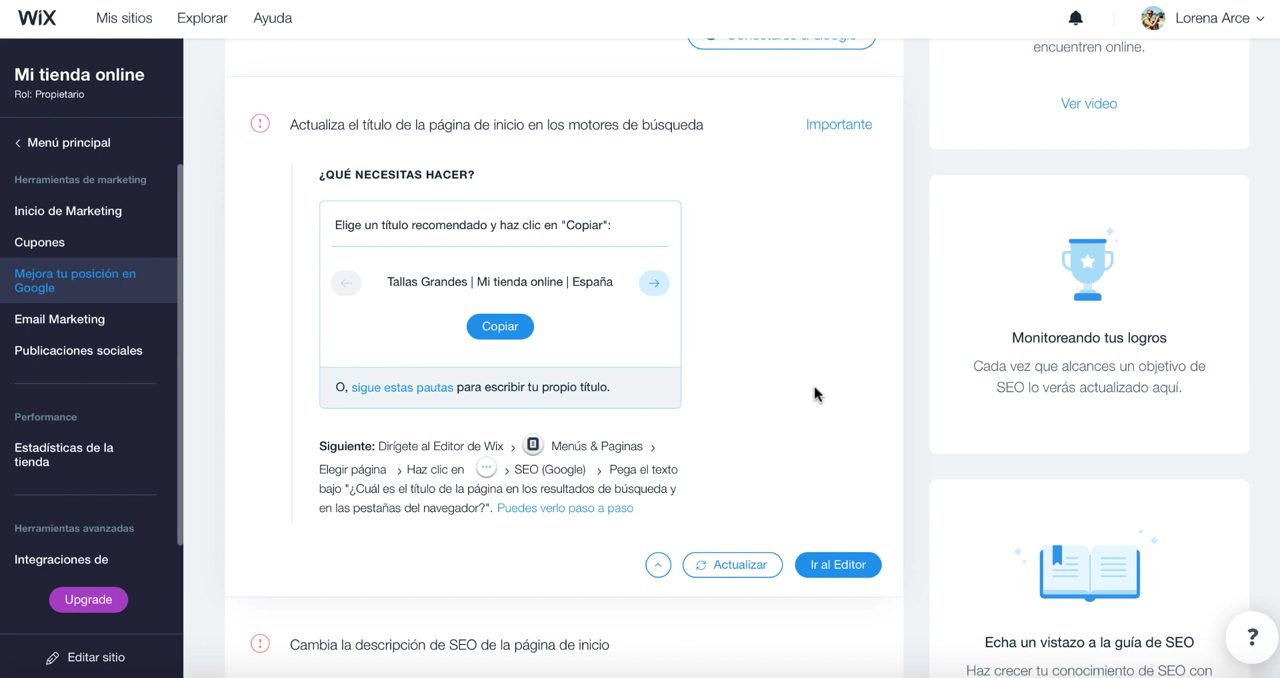 WiX
Mis sitios
Explorar
Ayuda
Lorena Arce
Mi tienda online
Rol: Propietario
Menú principal
Herramientas de marketing
Inicio de Marketing
Cupones
Mejora tu posición en
Google
Email Marketing
Publicaciones sociales
Performance
Estadísticas de la
tienda
Herramientas avanzadas
Integraciones de
Upgrade
Editar sitio
Actualiza el título de la página de inicio en los motores de búsqueda
Importante
¿QUÉ NECESITAS HACER?
Elige un título recomendado y haz clic en "Copiar":
Tallas Grandes | Mi tienda online | España
Copiar
O, sigue estas pautas para escribir tu propio título.
Siguiente: Dirígete al Editor de Wix > Menús & Paginas >
Elegir página > Haz clic en ... > SEO (Google) > Pega el texto
bajo "¿Cuál es el título de la página en los resultados de búsqueda y
en las pestañas del navegador?". Puedes verlo paso a paso
Actualizar
Ir al Editor
Cambia la descripción de SEO de la página de inicio
encuentren online.
Ver video
Monitoreando tus logros
Cada vez que alcances un objetivo de
SEO lo verás actualizado aquí.
Echa un vistazo a la guía de SEO
Haz crecer tu conocimiento de SEO con
?